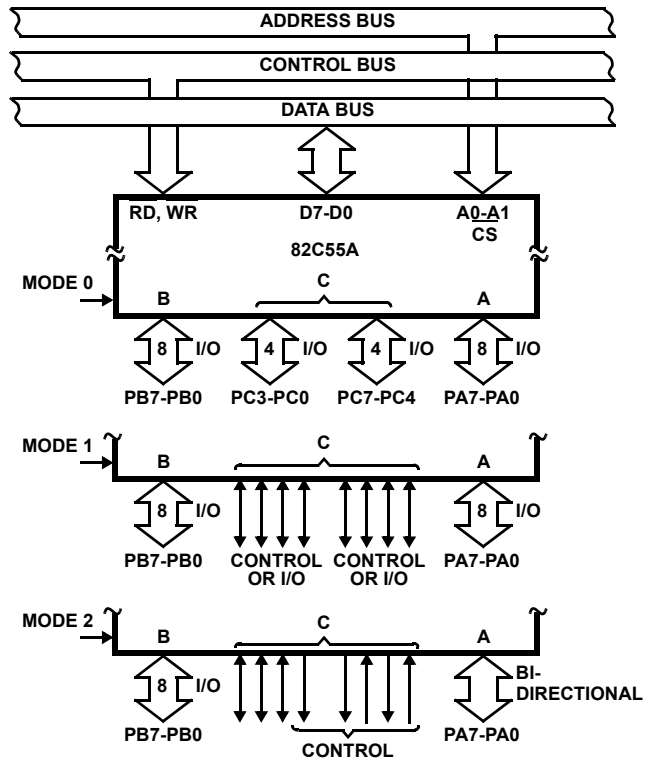 ADDRESS BUS
CONTROL BUS
DATA BUS
RD, WR D7-D0 A0-A1
CS
82C55A
MODE 0
B C A
8 I/O 4 I/O 4 I/O 8 I/O
PB7-PB0 PC3-PC0 PC7-PC4 PA7-PA0
MODE 1
B C A
8 I/O 8 I/O
PB7-PB0 CONTROL OR I/O CONTROL OR I/O PA7-PA0
MODE 2
B C A
8 I/O BI-
DIRECTIONAL
PB7-PB0 CONTROL PA7-PA0